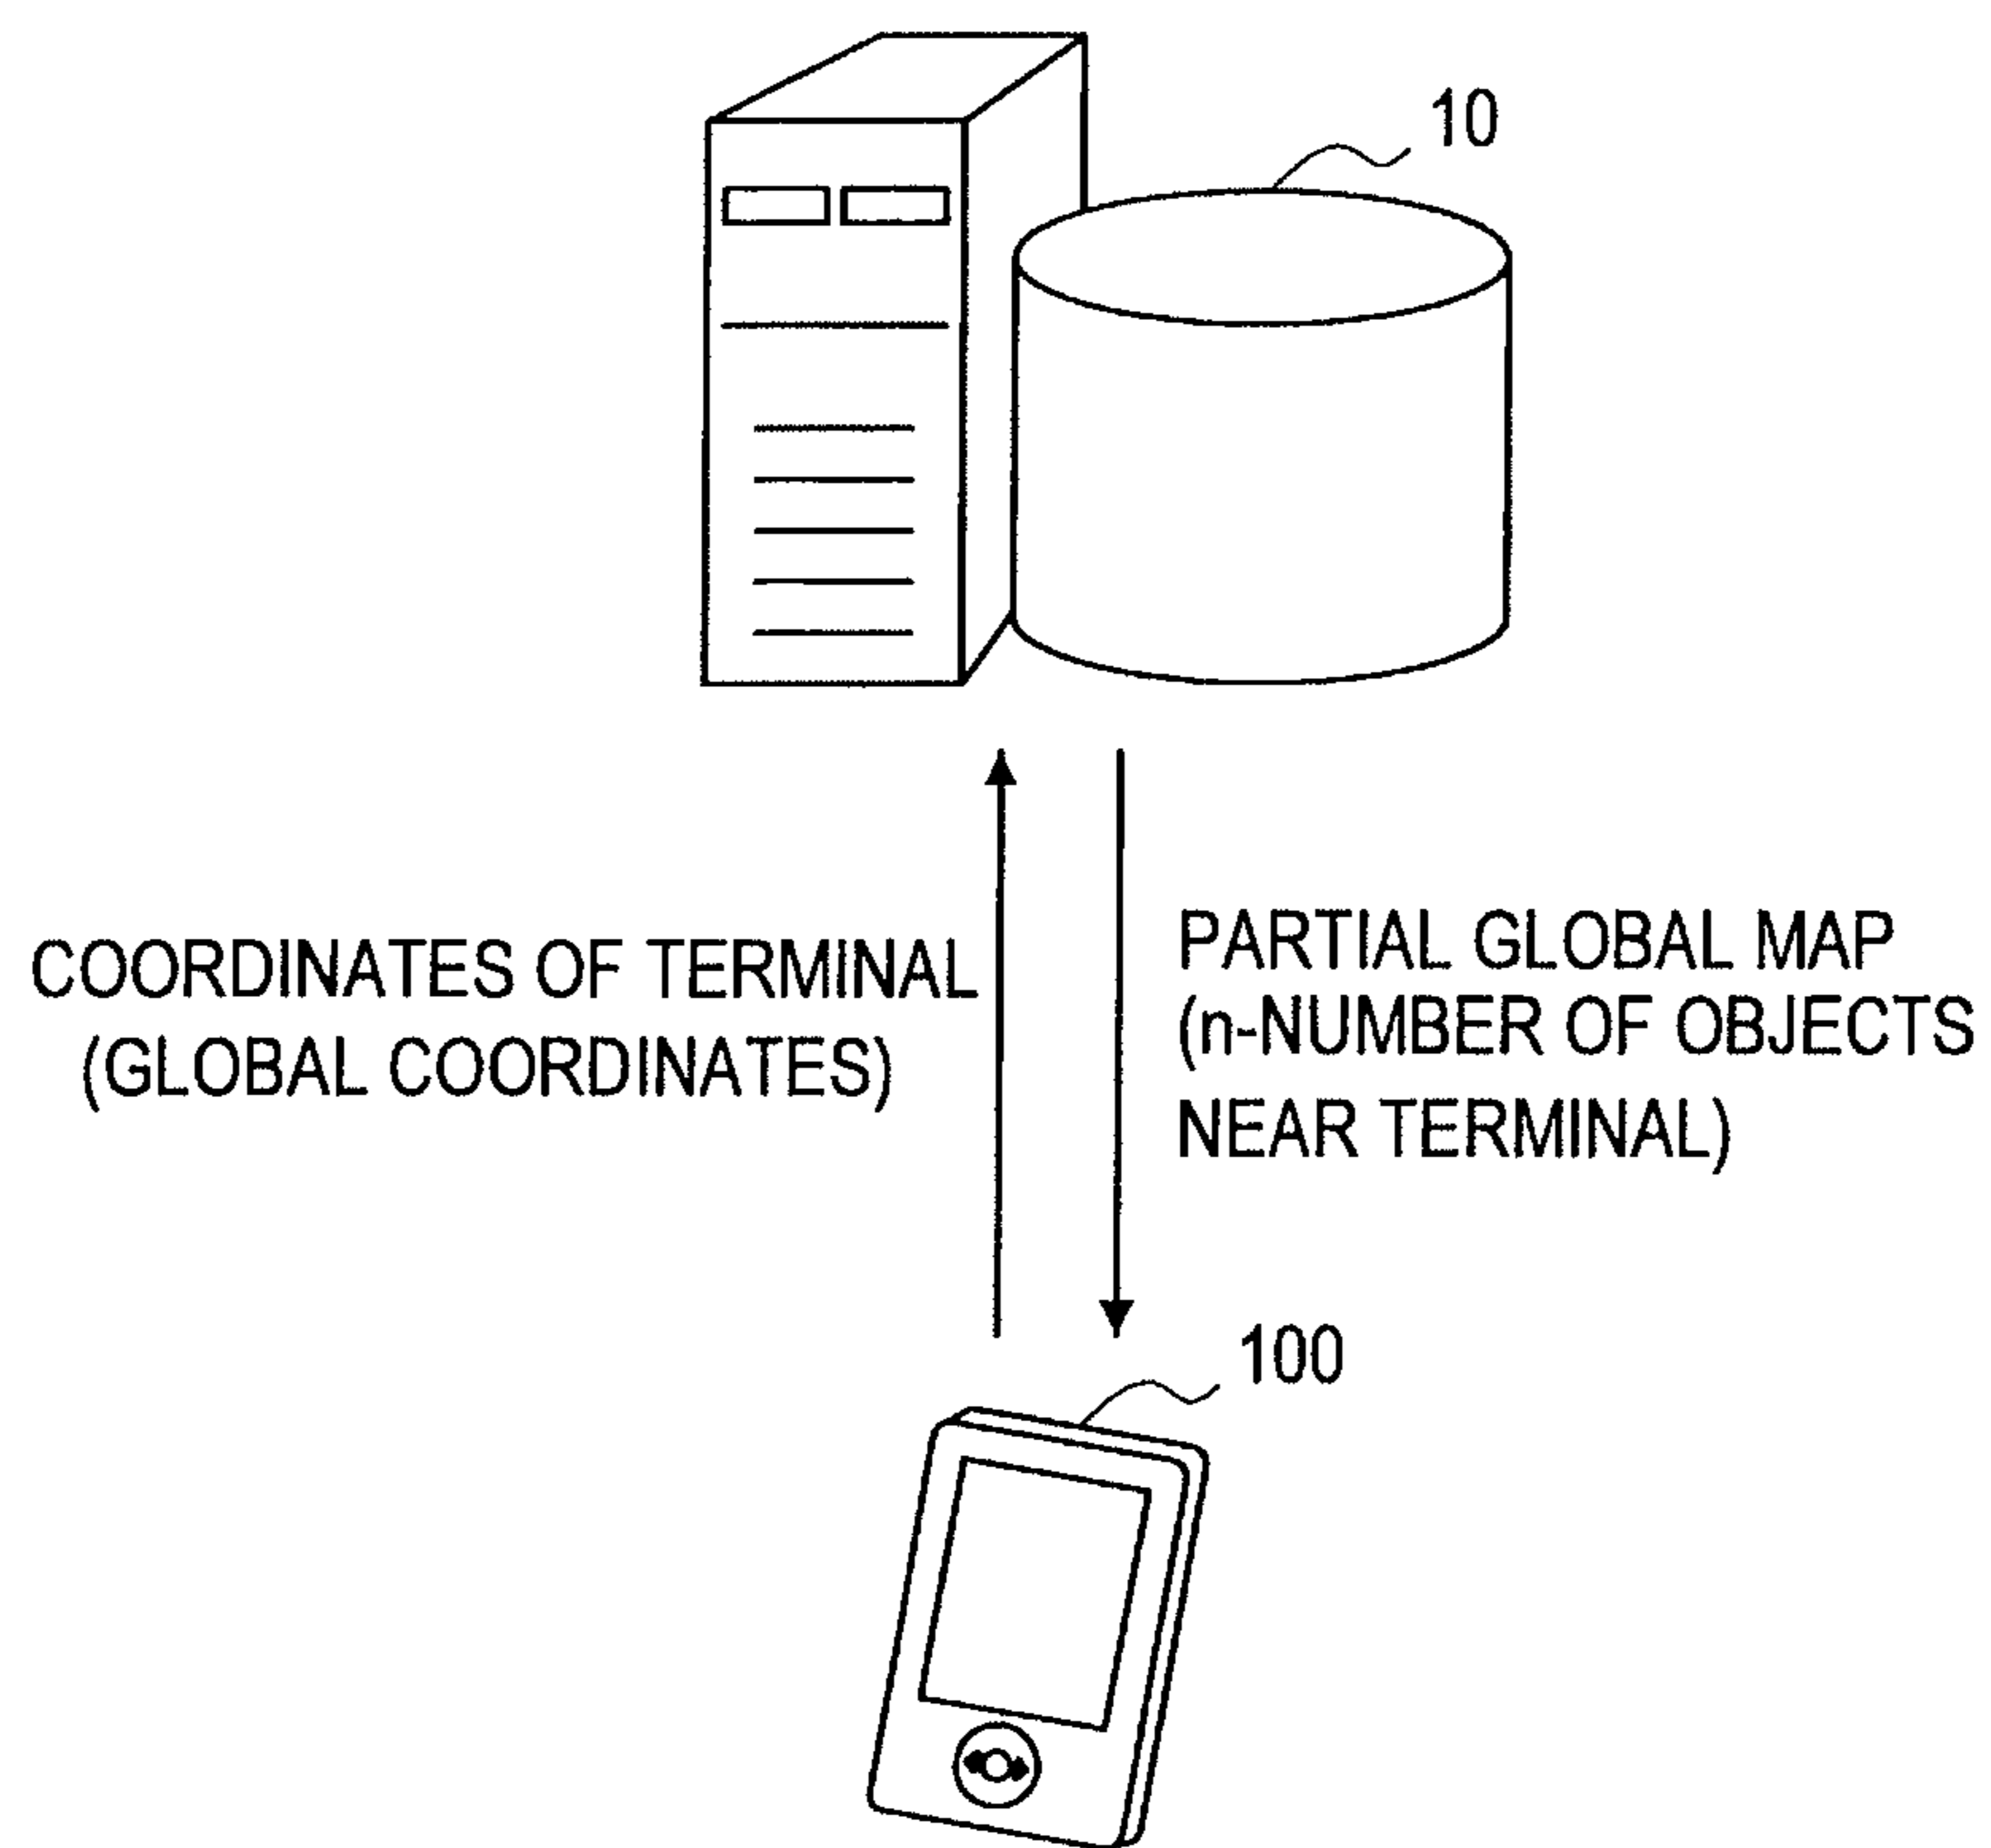 10
COORDINATES OF TERMINAL
(GLOBAL COORDINATES)
PARTIAL GLOBAL MAP
(n-NUMBER OF OBJECTS
NEAR TERMINAL)
100